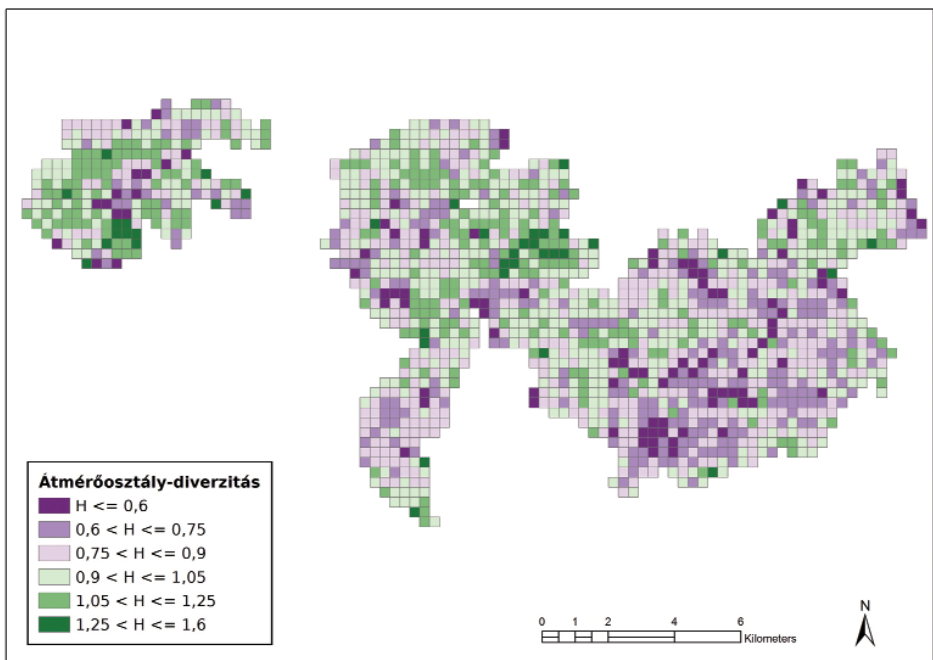 Átmérőosztály-diverzitás
H <= 0,6
0,6 < H <= 0,75
0,75 < H <= 0,9
0,9 < H <= 1,05
1,05 < H <= 1,25
1,25 < H <= 1,6
0 1 2 4 6
Kilometers
N